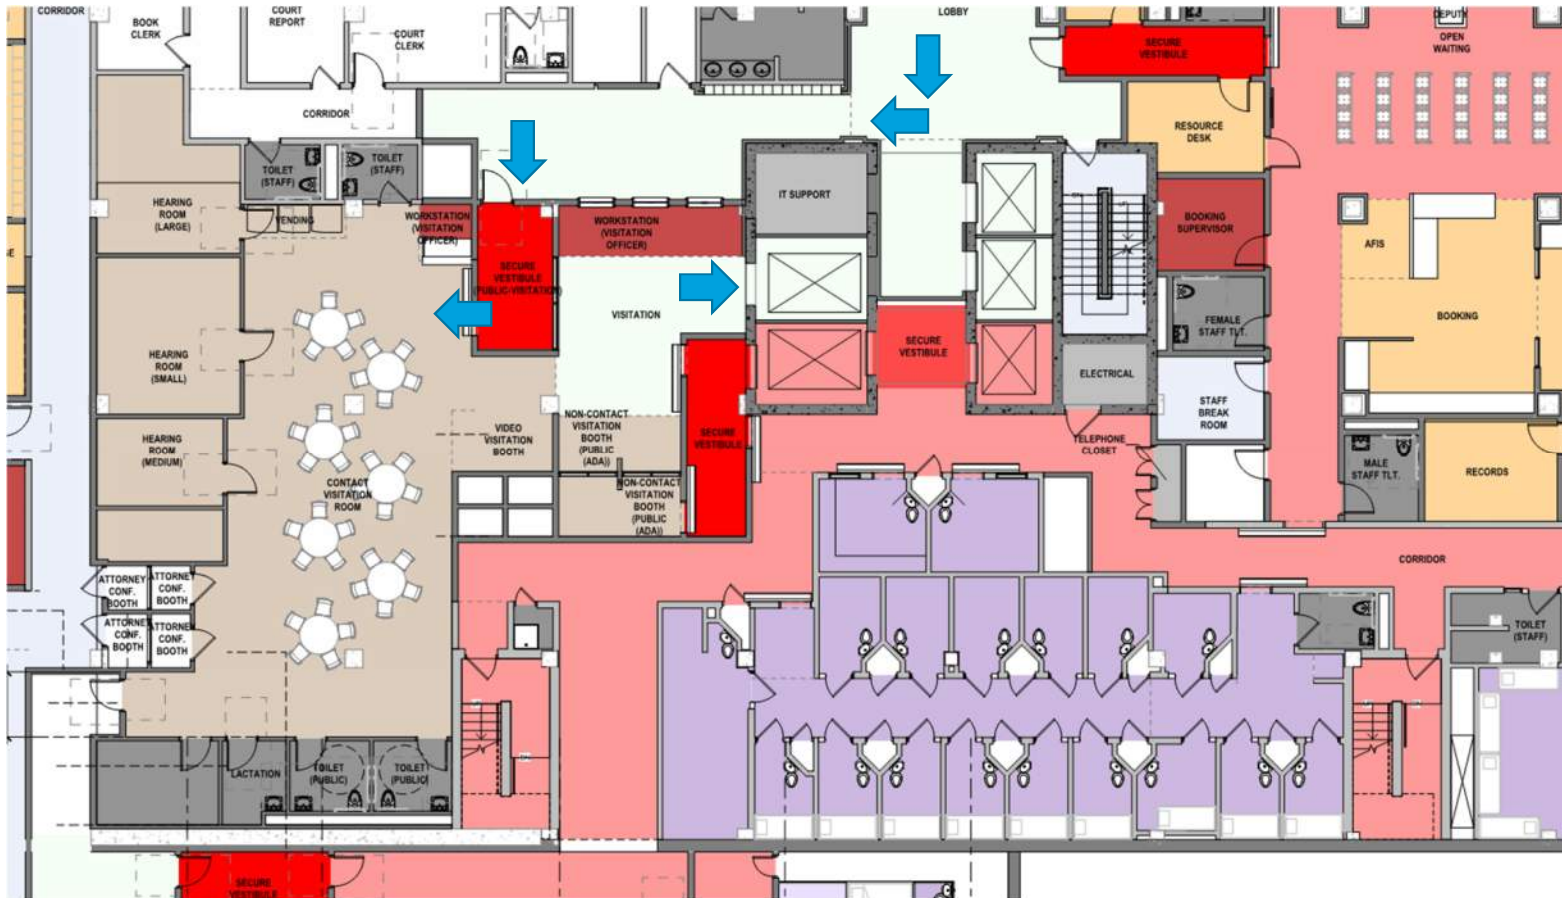 CORRIDOR
BOOK
CLERK
COURT
REPORT
COURT
CLERK
LOBBY
SECURE
VESTIBULE
DEPUTY
OPEN
WAITING
CORRIDOR
RESOURCE
DESK
TOILET
(STAFF)
TOILET
(STAFF)
IT SUPPORT
HEARING
ROOM
(LARGE)
VENDING
WORKSTATION
(VISITATION
OFFICER)
WORKSTATION
(VISITATION
OFFICER)
BOOKING
SUPERVISOR
AFIS
SECURE
VESTIBULE
(PUBLIC-VISITATION)
VISITATION
FEMALE
STAFF TLT.
BOOKING
HEARING
ROOM
(SMALL)
SECURE
VESTIBULE
ELECTRICAL
STAFF
BREAK
ROOM
HEARING
ROOM
(MEDIUM)
VIDEO
VISITATION
BOOTH
NON-CONTACT
VISITATION
BOOTH
(PUBLIC
(ADA))
SECURE
VESTIBULE
TELEPHONE
CLOSET
MALE
STAFF TLT.
RECORDS
CONTACT
VISITATION
ROOM
NON-CONTACT
VISITATION
BOOTH
(PUBLIC
(ADA))
CORRIDOR
ATTORNEY
CONF.
BOOTH
ATTORNEY
CONF.
BOOTH
ATTORNEY
CONF.
BOOTH
ATTORNEY
CONF.
BOOTH
TOILET
(STAFF)
LACTATION
TOILET
(PUBLIC)
TOILET
(PUBLIC)
SECURE
VESTIBULE